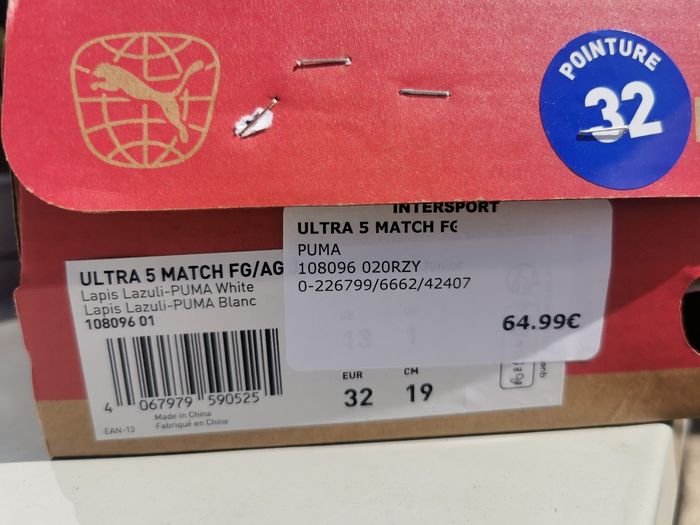 POINTURE
32
INTERSPORT
ULTRA 5 MATCH FG
PUMA
108096 020RZY
0-226799/6662/42407
64.99€
ULTRA 5 MATCH FG/AG
Lapis Lazuli-PUMA White
Lapis Lazuli-PUMA Blanc
108096 01
13 1
EUR CM
32 19
4 067979 590525
Made in China
Fabriqué en Chine
EAN-13